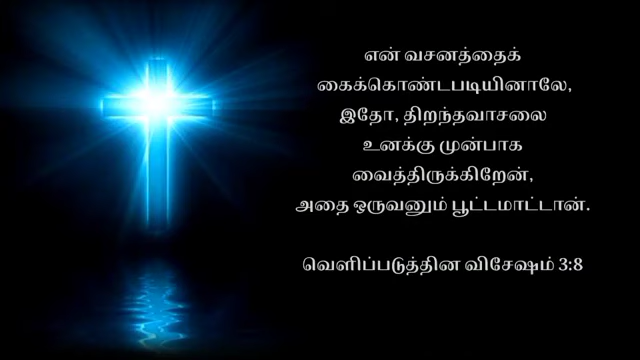 என் வசனத்தைக்
கைக்கொண்டபடியினாலே,
இதோ, திறந்தவாசலை
உனக்கு முன்பாக
வைத்திருக்கிறேன்,
அதை ஒருவனும் பூட்டமாட்டான்.
வெளிப்படுத்தின விசேஷம் 3:8